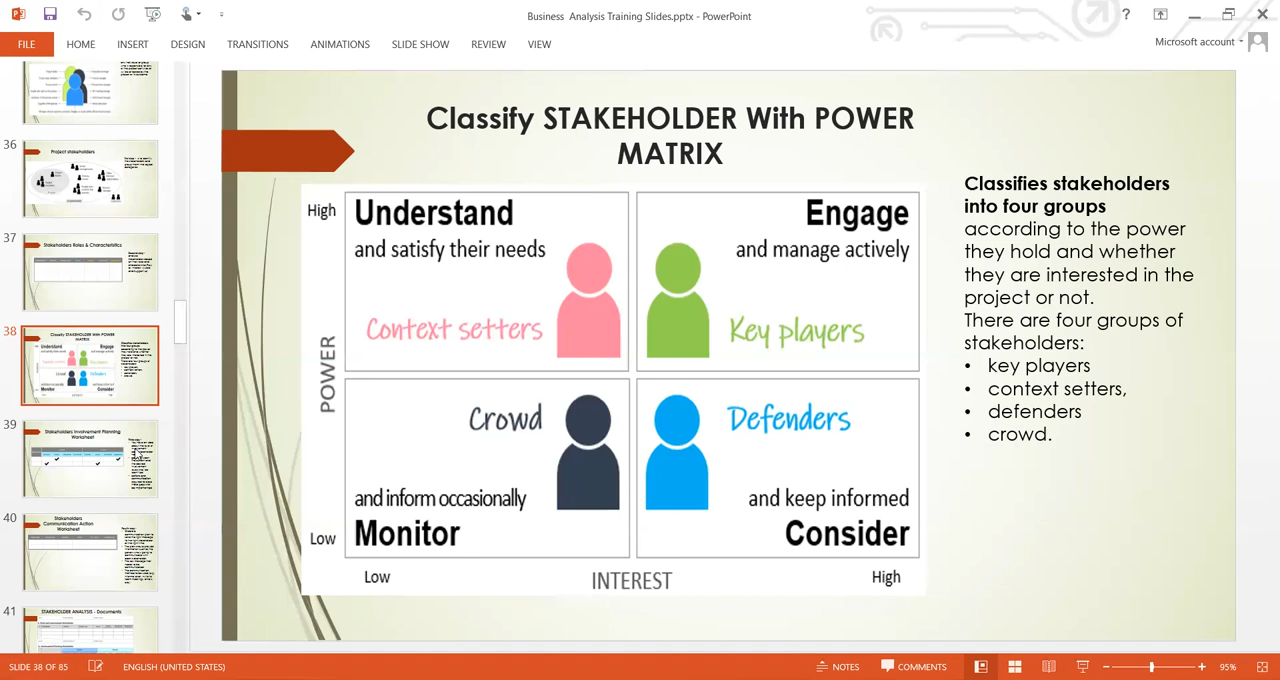 Business  Analysis Training Slides.pptx - PowerPoint
?
FILE
HOME
INSERT
DESIGN
TRANSITIONS
ANIMATIONS
SLIDE SHOW
REVIEW
VIEW
Microsoft account
36
Project stakeholders
37
Stakeholders Roles & Characteristics
38
Classify STAKEHOLDER With POWER
MATRIX
39
Stakeholders Involvement Planning
Worksheet
40
Stakeholders
Communication Action
Worksheet
41
STAKEHOLDER ANALYSIS - Documents
Classify STAKEHOLDER With POWER
MATRIX
High
Understand
and satisfy their needs
Context setters
Engage
and manage actively
Key players
POWER
Crowd
and inform occasionally
Monitor
Defenders
and keep informed
Consider
Low
Low
INTEREST
High
Classifies stakeholders
into four groups
according to the power
they hold and whether
they are interested in the
project or not.
There are four groups of
stakeholders:
• key players
• context setters,
• defenders
• crowd.
SLIDE 38 OF 85
ENGLISH (UNITED STATES)
NOTES
COMMENTS
95%